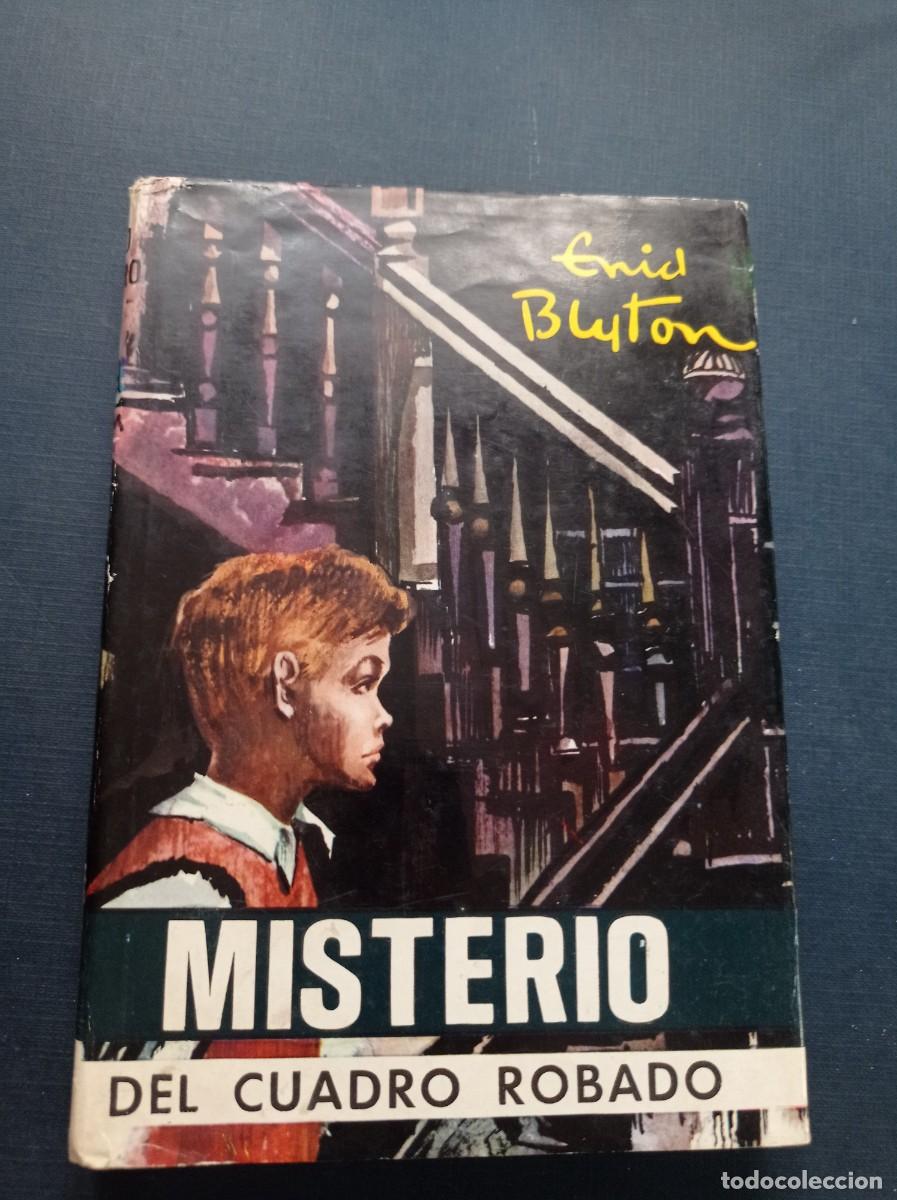 Enid
Blyton
MISTERIO
DEL CUADRO ROBADO
todocoleccion